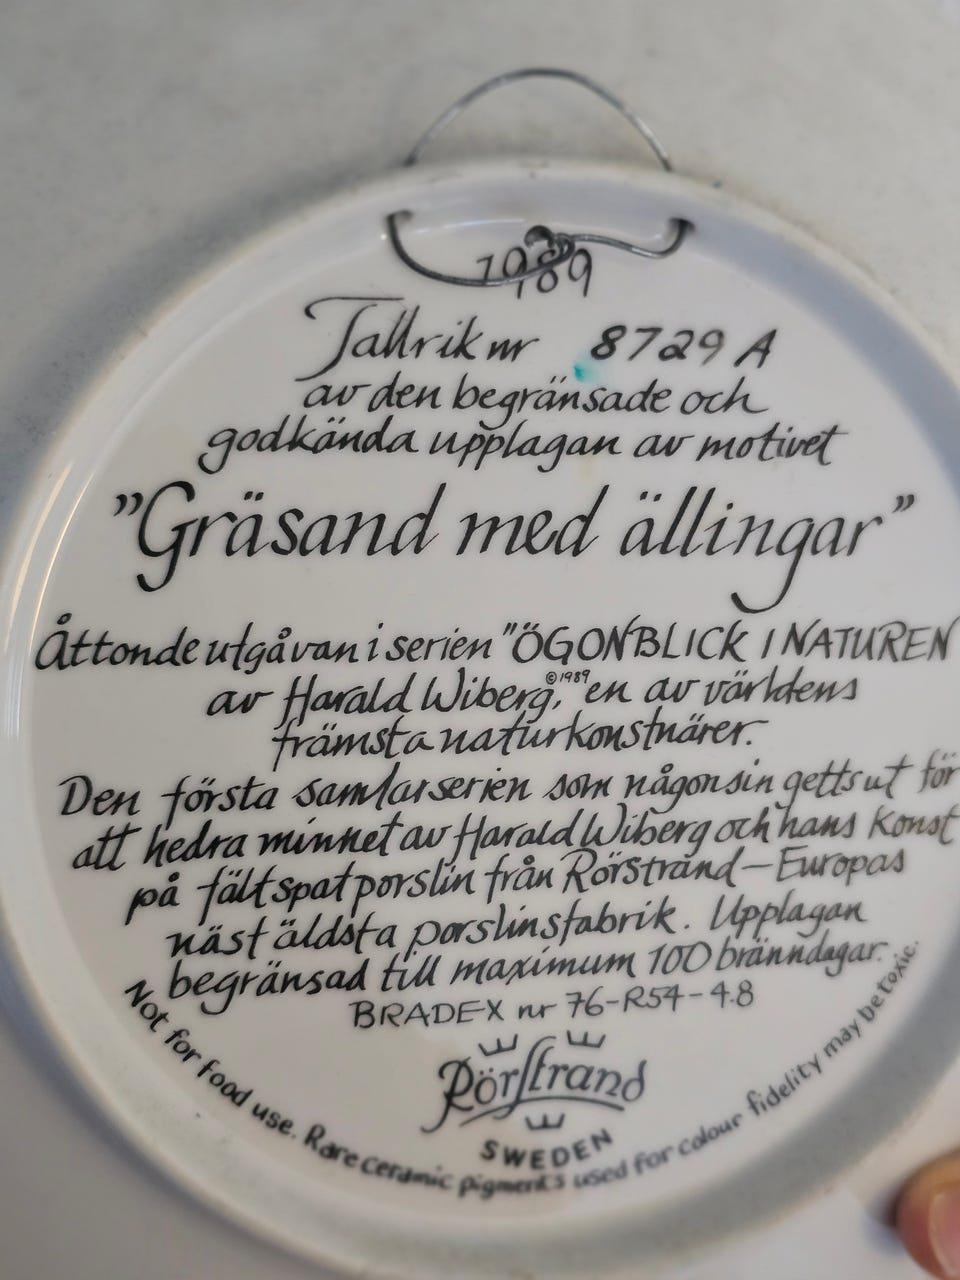 1989
Tallrik nr 8729 A
av den begränsade och
godkända upplagan av motivet
"Gräsand med ällingar"
Åttonde utgåvan i serien "ÖGONBLICK I NATUREN
av Harald Wiberg,©1989" en av världens
främsta naturkonstnärer.
Den första samlarserien som någonsin getts ut för
att hedra minnet av Harald Wiberg och hans konst
på fältspatporslin från Rörstrand – Europas
näst äldsta porslinsfabrik. Upplagan
begränsad till maximum 100 bränndagar.
BRADEX nr 76-R54-4.8
Rörstrand
SWEDEN
Not for food use. Rare ceramic pigments used for colour fidelity may be toxic.